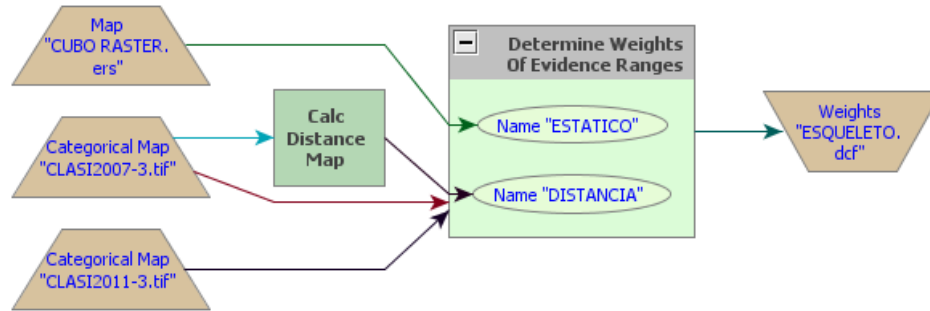 Map
"CUBO RASTER.
ers"
Categorical Map
"CLASI2007-3.tif"
Categorical Map
"CLASI2011-3.tif"
Calc
Distance
Map
Determine Weights
Of Evidence Ranges
Name "ESTATICO"
Name "DISTANCIA"
Weights
"ESQUELETO.
dcf"